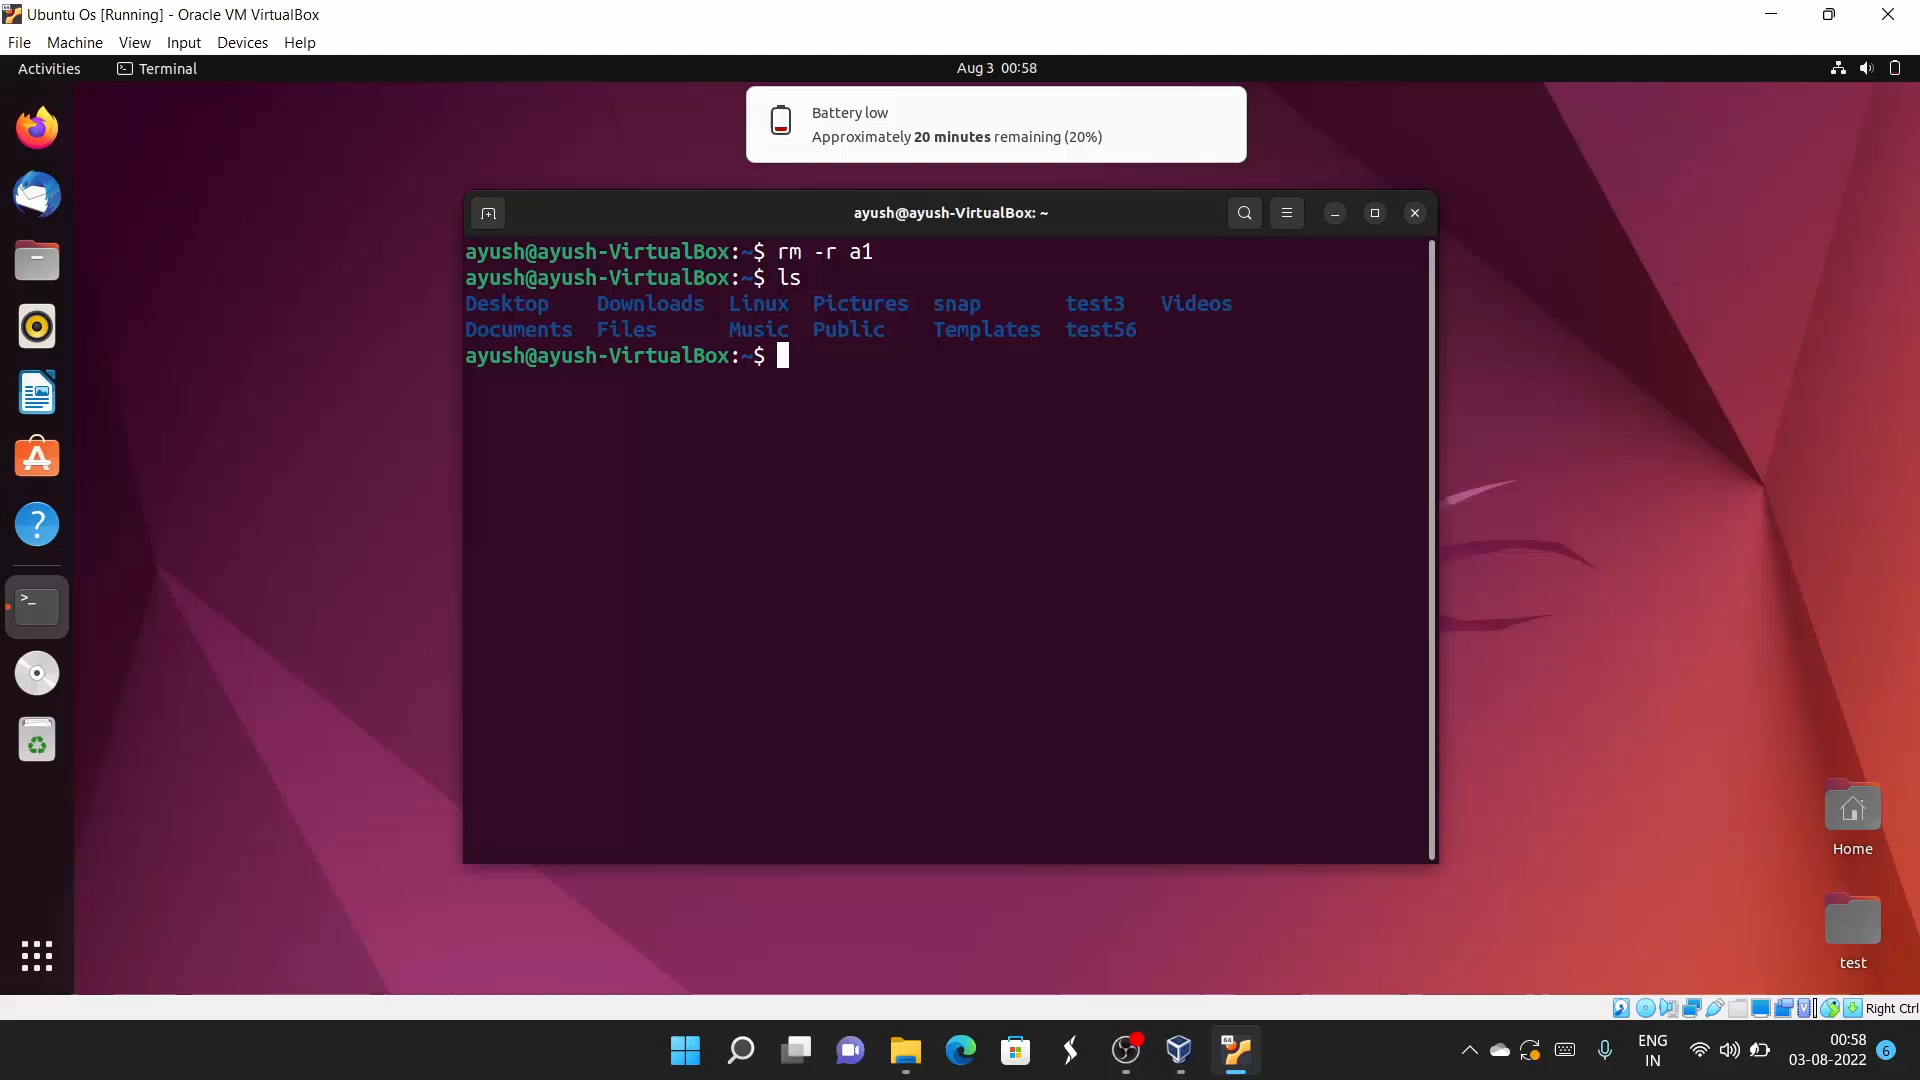 Ubuntu Os [Running] - Oracle VM VirtualBox
File Machine View Input Devices Help
Activities Terminal Aug 3 00:58
Battery low
Approximately 20 minutes remaining (20%)
ayush@ayush-VirtualBox: ~
ayush@ayush-VirtualBox:~$ rm -r a1
ayush@ayush-VirtualBox:~$ ls
Desktop Downloads Linux Pictures snap test3 Videos
Documents Files Music Public Templates test56
ayush@ayush-VirtualBox:~$
Home
test
Right Ctrl
ENG
IN
00:58
03-08-2022
6